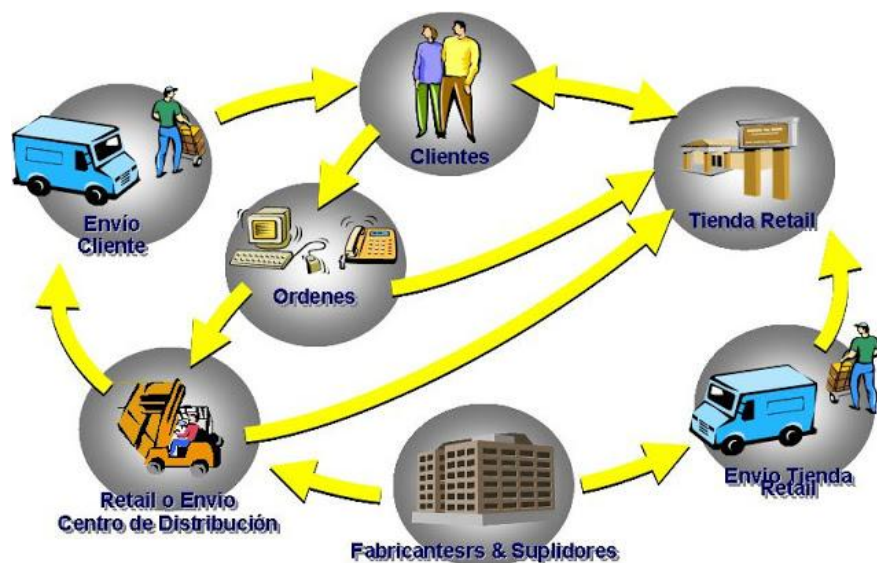 Clientes
Envío
Cliente
Tienda Retail
Ordenes
Retail o Envío
Centro de Distribución
Envío Tienda
Retail
Fabricantesrs & Suplidores